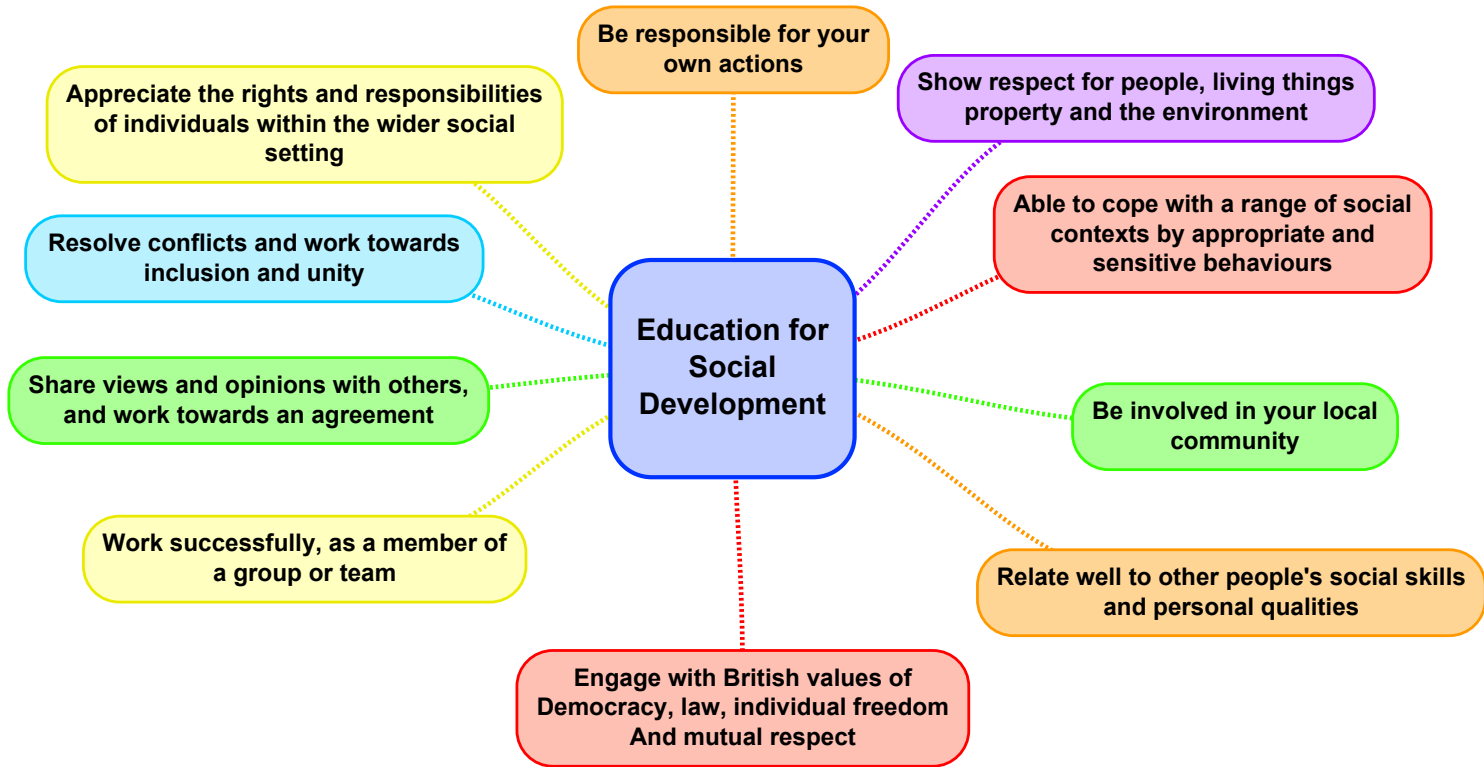 Be responsible for your
own actions
Appreciate the rights and responsibilities
of individuals within the wider social
setting
Show respect for people, living things
property and the environment
Resolve conflicts and work towards
inclusion and unity
Able to cope with a range of social
contexts by appropriate and
sensitive behaviours
Education for
Social
Development
Share views and opinions with others,
and work towards an agreement
Be involved in your local
community
Work successfully, as a member of
a group or team
Relate well to other people's social skills
and personal qualities
Engage with British values of
Democracy, law, individual freedom
And mutual respect